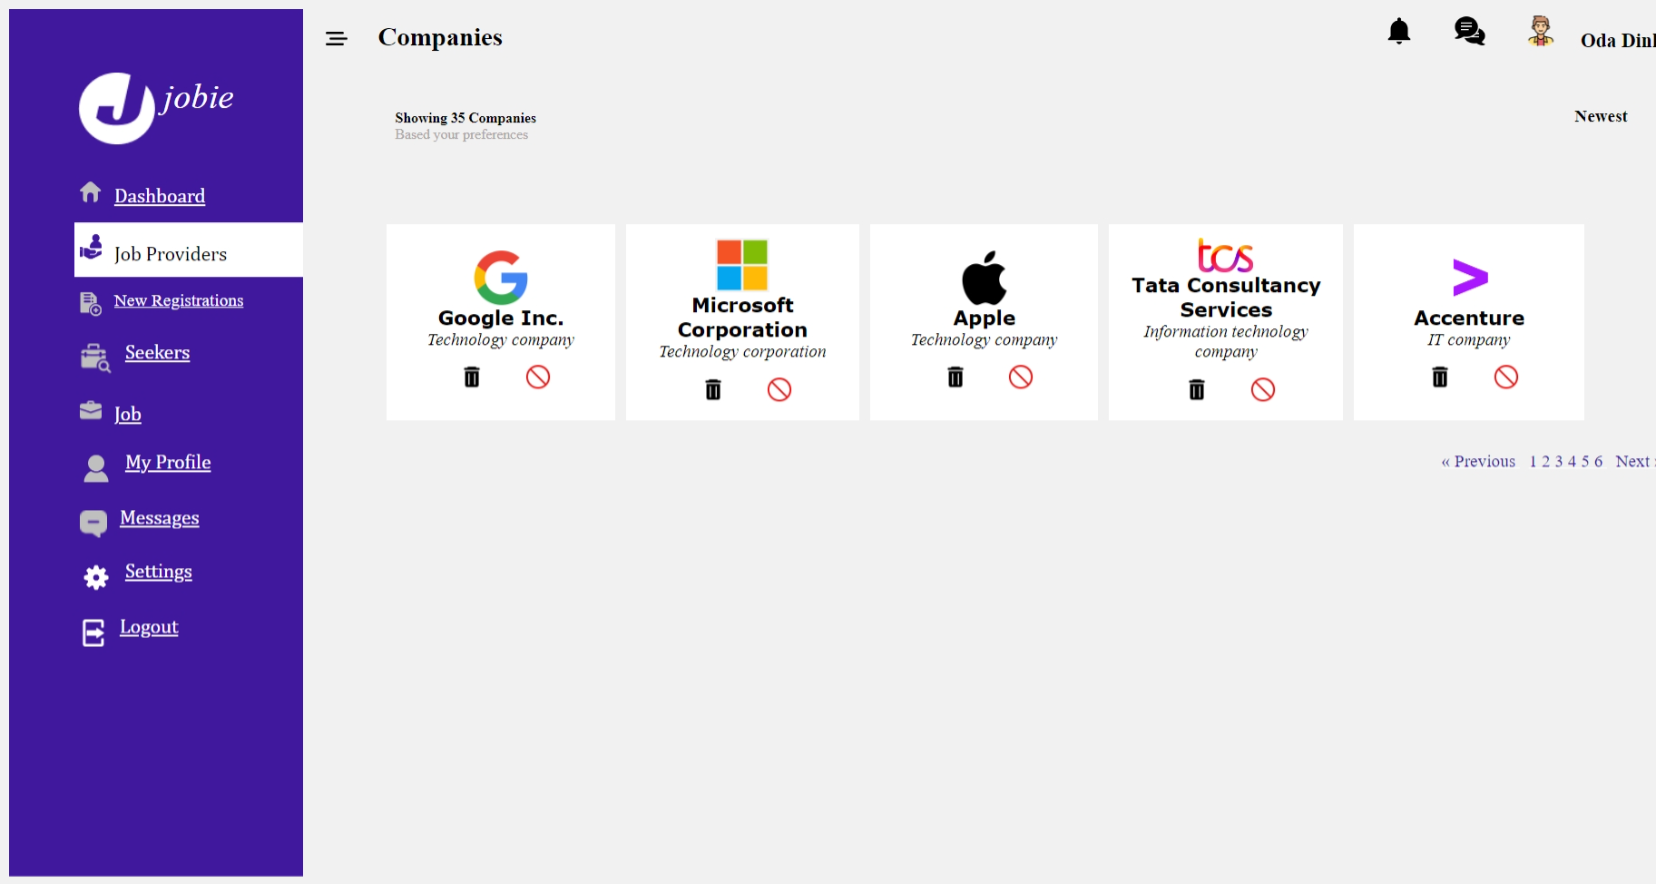 jobie
Dashboard
Job Providers
New Registrations
Seekers
Job
My Profile
Messages
Settings
Logout
Companies
Oda Dinl
Showing 35 Companies
Based your preferences
Newest
Google Inc.
Technology company
Microsoft
Corporation
Technology corporation
Apple
Technology company
tcs
Tata Consultancy
Services
Information technology
company
Accenture
IT company
« Previous 1 2 3 4 5 6 Next